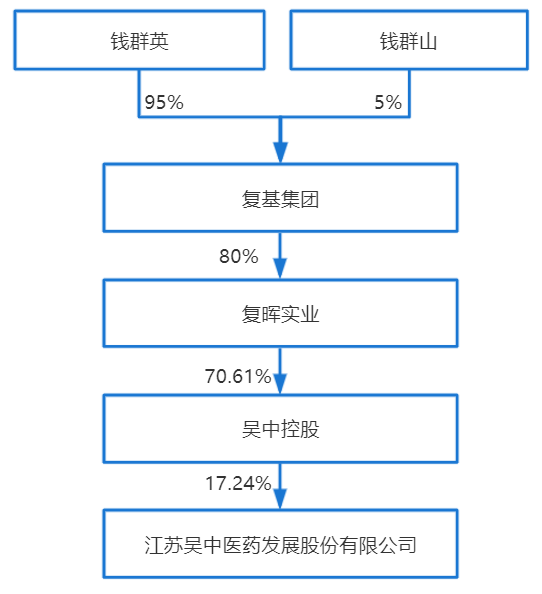 钱群英
钱群山
95%
5%
复基集团
80%
复晖实业
70.61%
吴中控股
17.24%
江苏吴中医药发展股份有限公司